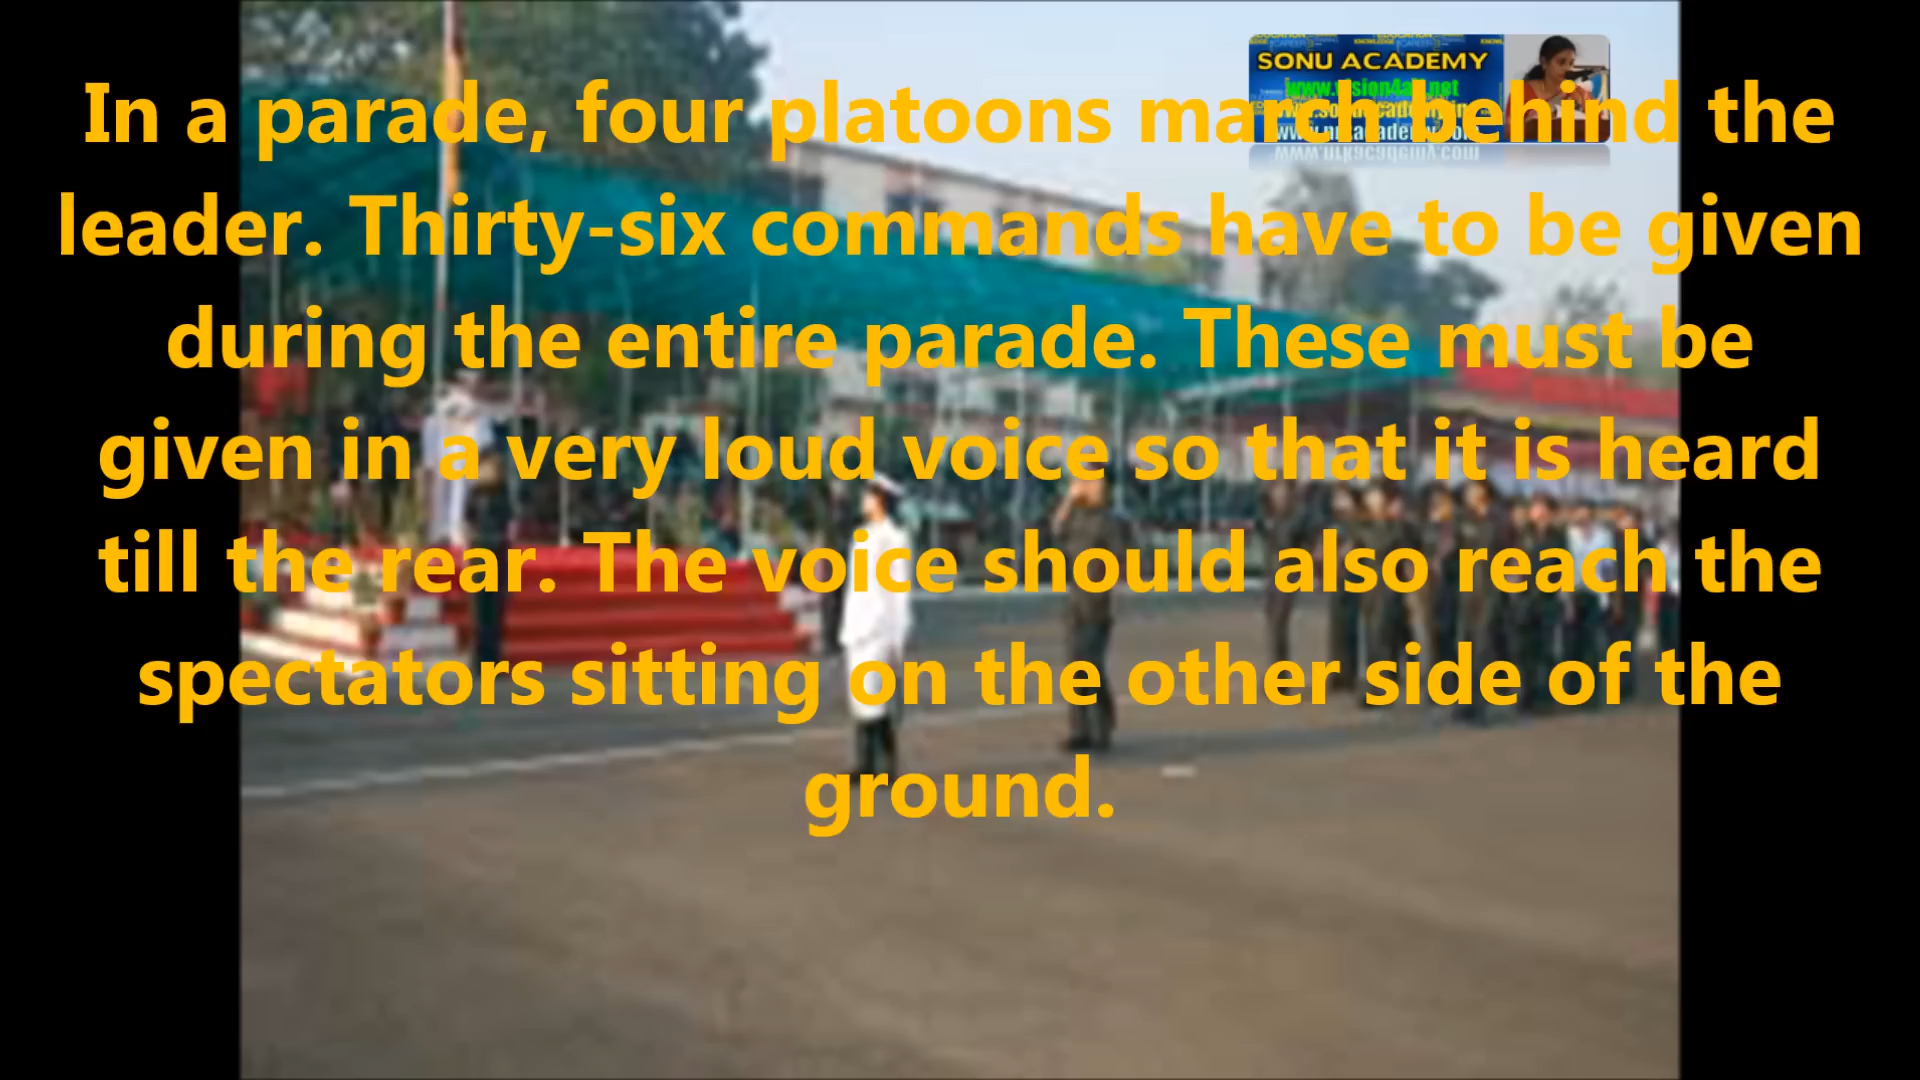 SONU ACADEMY
In a parade, four platoons march behind the
leader. Thirty-six commands have to be given
during the entire parade. These must be
given in a very loud voice so that it is heard
till the rear. The voice should also reach the
spectators sitting on the other side of the
ground.